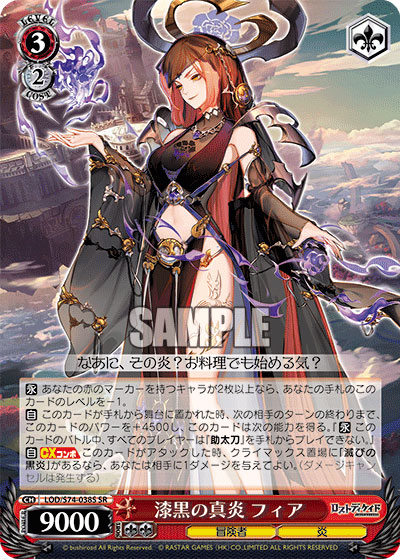 LEVEL
3
2
COST
SAMPLE
なあに、その炎？お料理でも始める気？
永 あなたの赤のマーカーを持つキャラが2枚以上なら、あなたの手札のこの
カードのレベルを－1。
自 このカードが手札から舞台に置かれた時、次の相手のターンの終わりまで、
このカードのパワーを＋4500し、このカードは次の能力を得る。『永 この
カードのバトル中、すべてのプレイヤーは『助太刀』を手札からプレイできない。』
自 CXコンボ このカードがアタックした時、クライマックス置場に「滅びの
黒炎」があるなら、あなたは相手に1ダメージを与えてよい。（ダメージキャン
セルは発生する）
CH LOD/S74-038S SR
漆黒の真炎 フィア
ロストディケイド
POWER
9000
冒険者
炎
© bushiroad All Rights Reserved. © RASTAR GAMES (HK) CO.,LIMITED ALL RIGHTS RESERVED.